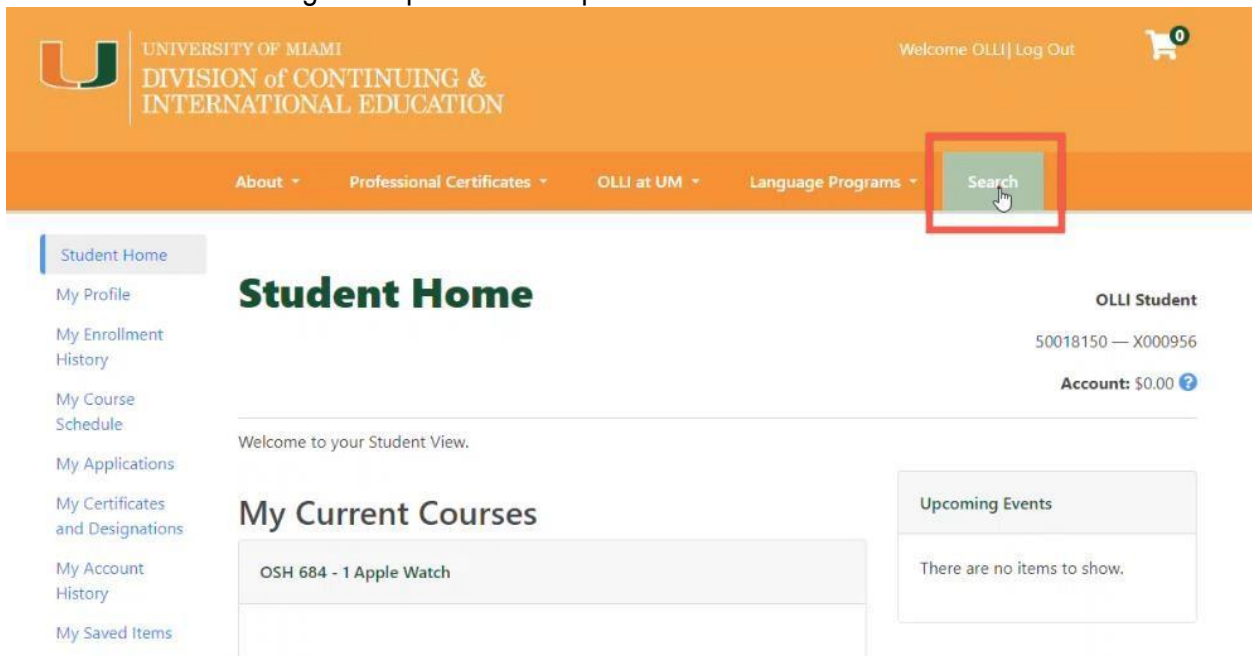 UNIVERSITY OF MIAMI
DIVISION of CONTINUING &
INTERNATIONAL EDUCATION
Welcome OLLI| Log Out
0
About
Professional Certificates
OLLI at UM
Language Programs
Search
Student Home
My Profile
My Enrollment
History
My Course
Schedule
My Applications
My Certificates
and Designations
My Account
History
My Saved Items
Student Home
OLLI Student
50018150 — X000956
Account: $0.00 ?
Welcome to your Student View.
My Current Courses
OSH 684 - 1 Apple Watch
Upcoming Events
There are no items to show.